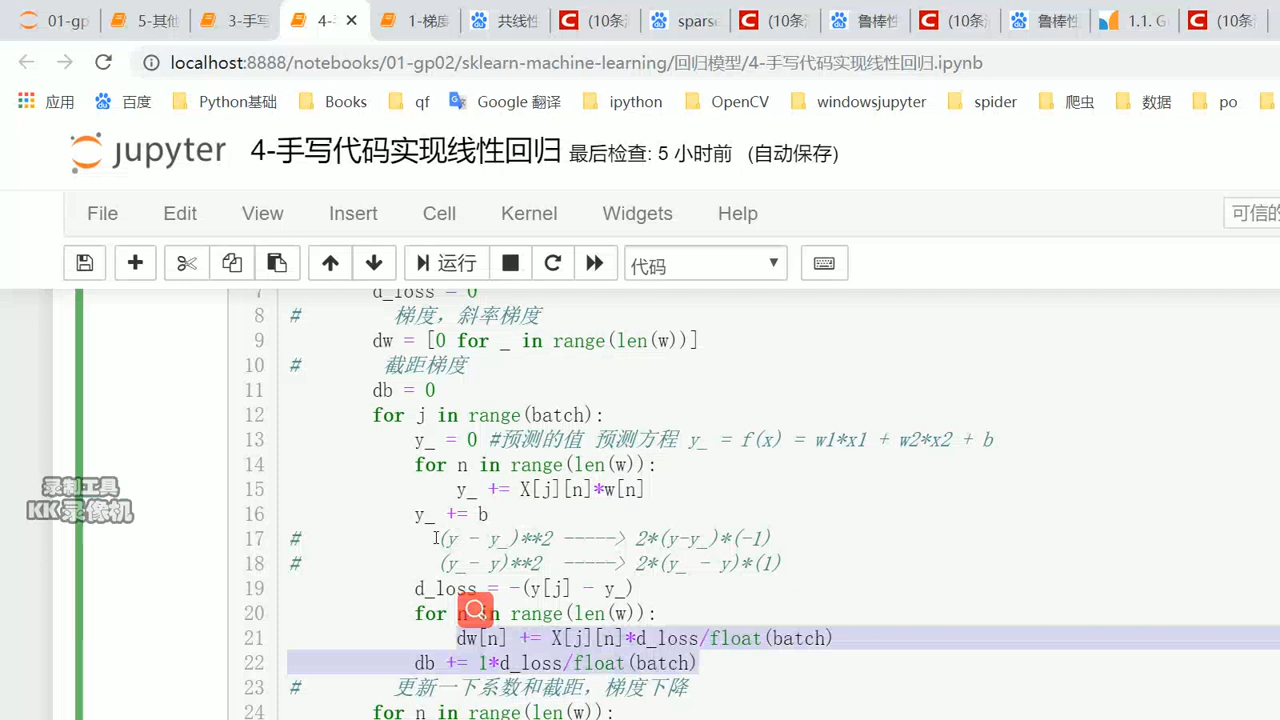 01-gp 5-其他 3-手写 4- 1-梯度 共线性 (10条 spars (10条 鲁棒性 (10条 鲁棒性 1.1. G (10条
localhost:8888/notebooks/01-gp02/sklearn-machine-learning/回归模型/4-手写代码实现线性回归.ipynb
应用 百度 Python基础 Books qf Google 翻译 ipython OpenCV windowsjupyter spider 爬虫 数据 po
jupyter 4-手写代码实现线性回归 最后检查: 5 小时前 (自动保存)
File Edit View Insert Cell Kernel Widgets Help 可信的
运行 代码
7 d_loss = 0
8 # 梯度，斜率梯度
9 dw = [0 for _ in range(len(w))]
10 # 截距梯度
11 db = 0
12 for j in range(batch):
13 y_ = 0 #预测的值 预测方程 y_ = f(x) = w1*x1 + w2*x2 + b
14 for n in range(len(w)):
15 y_ += X[j][n]*w[n]
16 y_ += b
17 # (y - y_)**2 -----> 2*(y-y_)*(-1)
18 # (y_- y)**2 -----> 2*(y_ - y)*(1)
19 d_loss = -(y[j] - y_)
20 for n in range(len(w)):
21 dw[n] += X[j][n]*d_loss/float(batch)
22 db += 1*d_loss/float(batch)
23 # 更新一下系数和截距，梯度下降
24 for n in range(len(w)):
录制工具
KK录像机